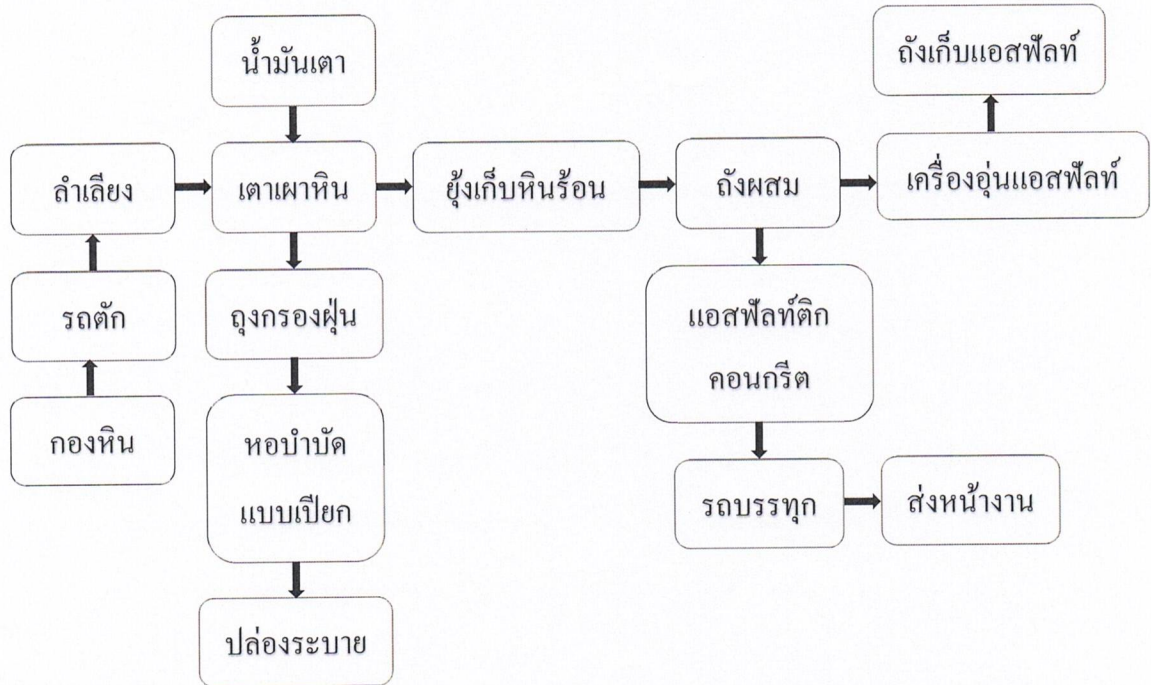 น้ำมันเตา
ถังเก็บแอสฟัลท์
ลำเลียง
เตาเผาหิน
ยุ้งเก็บหินร้อน
ถังผสม
เครื่องอุ่นแอสฟัลท์
รถตัก
ถุงกรองฝุ่น
แอสฟัลท์ติก
คอนกรีต
กองหิน
หอบำบัด
แบบเปียก
รถบรรทุก
ส่งหน้างาน
ปล่องระบาย